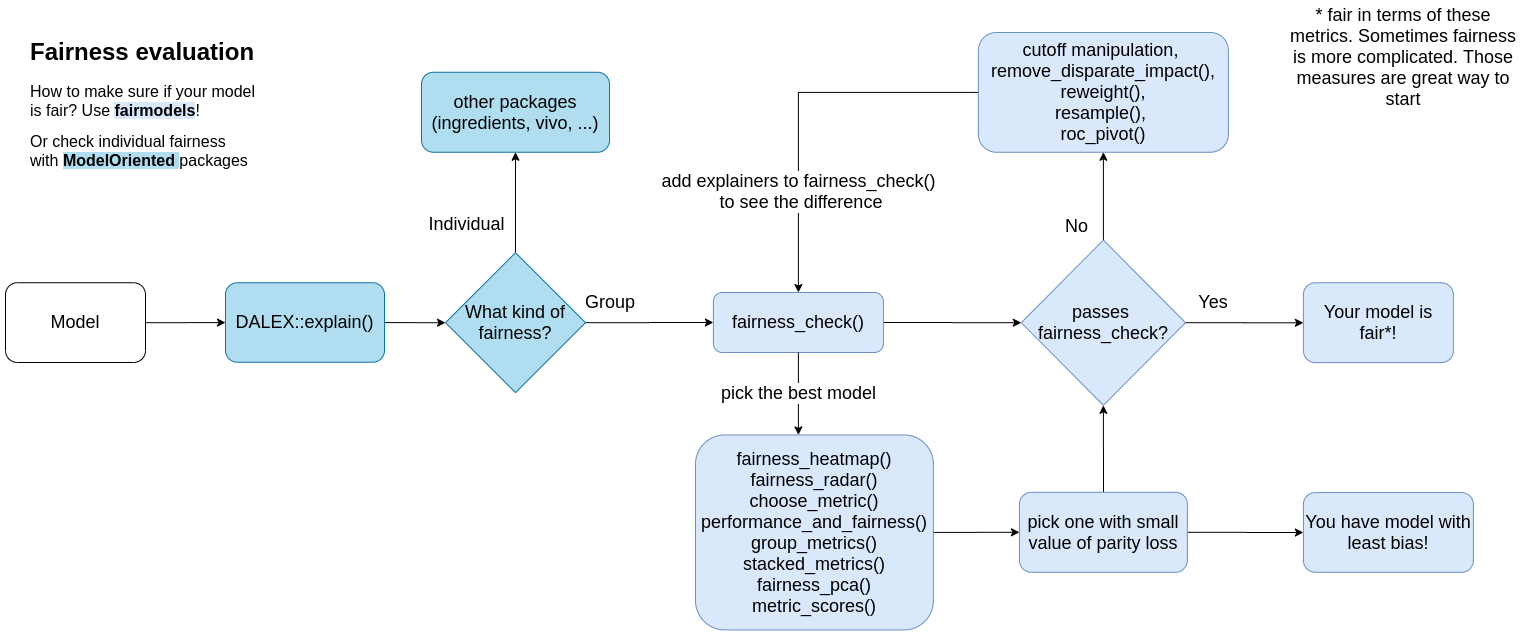 Fairness evaluation
How to make sure if your model
is fair? Use fairmodels!
Or check individual fairness
with ModelOriented packages
other packages
(ingredients, vivo, ...)
cutoff manipulation,
remove_disparate_impact(),
reweight(),
resample(),
roc_pivot()
* fair in terms of these
metrics. Sometimes fairness
is more complicated. Those
measures are great way to
start
add explainers to fairness_check()
to see the difference
Individual
No
Model
DALEX::explain()
What kind of
fairness?
Group
fairness_check()
passes
fairness_check?
Yes
Your model is
fair*!
pick the best model
fairness_heatmap()
fairness_radar()
choose_metric()
performance_and_fairness()
group_metrics()
stacked_metrics()
fairness_pca()
metric_scores()
pick one with small
value of parity loss
You have model with
least bias!